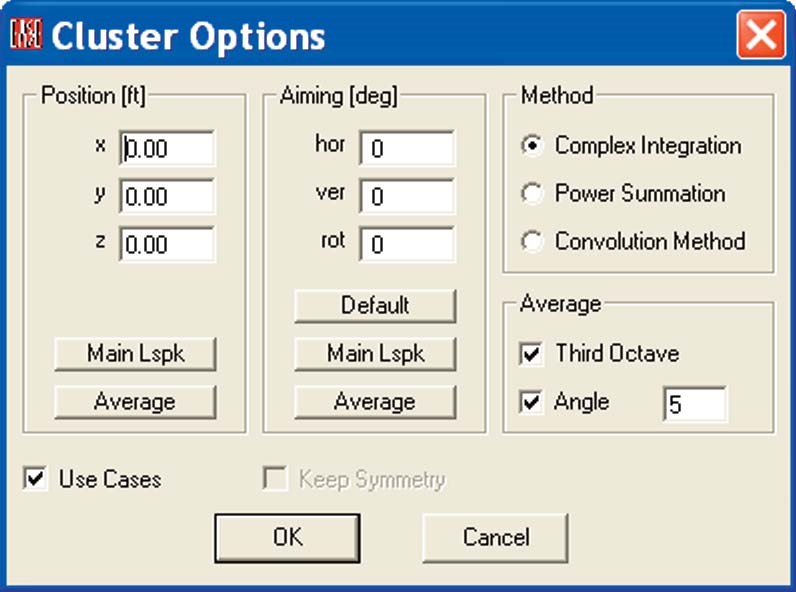 Cluster Options
Position [ft]
x 0.00
y 0.00
z 0.00
Main Lspk
Average
Aiming [deg]
hor 0
ver 0
rot 0
Default
Main Lspk
Average
Method
Complex Integration
Power Summation
Convolution Method
Average
Third Octave
Angle 5
Use Cases
Keep Symmetry
OK
Cancel